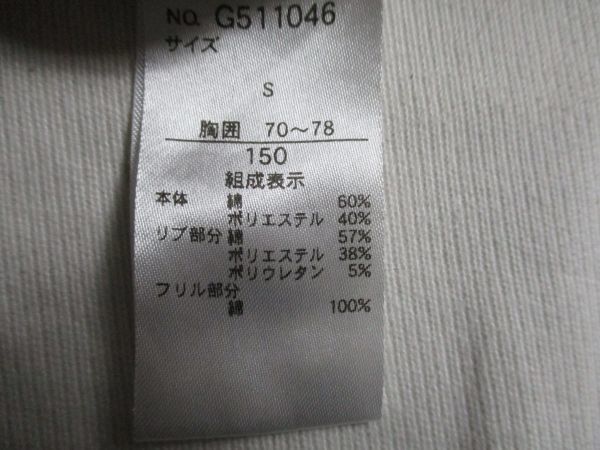 NO. G511046
サイズ
S
胸囲 70～78
150
組成表示
本体 綿 60%
ポリエステル 40%
リブ部分 綿 57%
ポリエステル 38%
ポリウレタン 5%
フリル部分
綿 100%